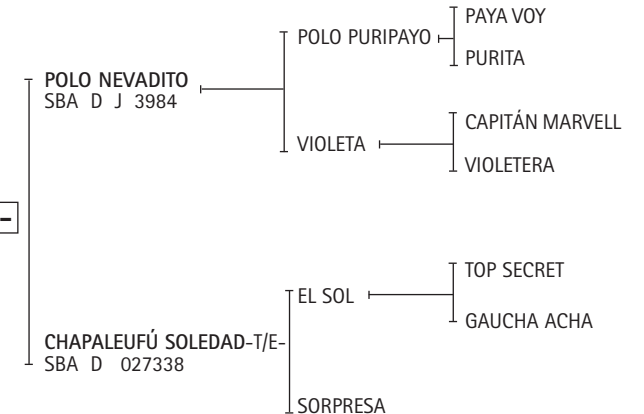 PAYA VOY
POLO PURIPAYO
PURITA
POLO NEVADITO
SBA D J 3984
CAPITÁN MARVELL
VIOLETA
VIOLETERA
–
TOP SECRET
EL SOL
GAUCHA ACHA
CHAPALEUFÚ SOLEDAD-T/E-
SBA D 027338
SORPRESA